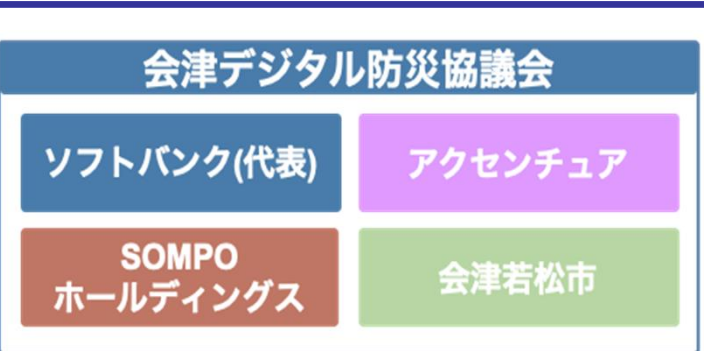 会津デジタル防災協議会
ソフトバンク(代表)
アクセンチュア
SOMPO
ホールディングス
会津若松市